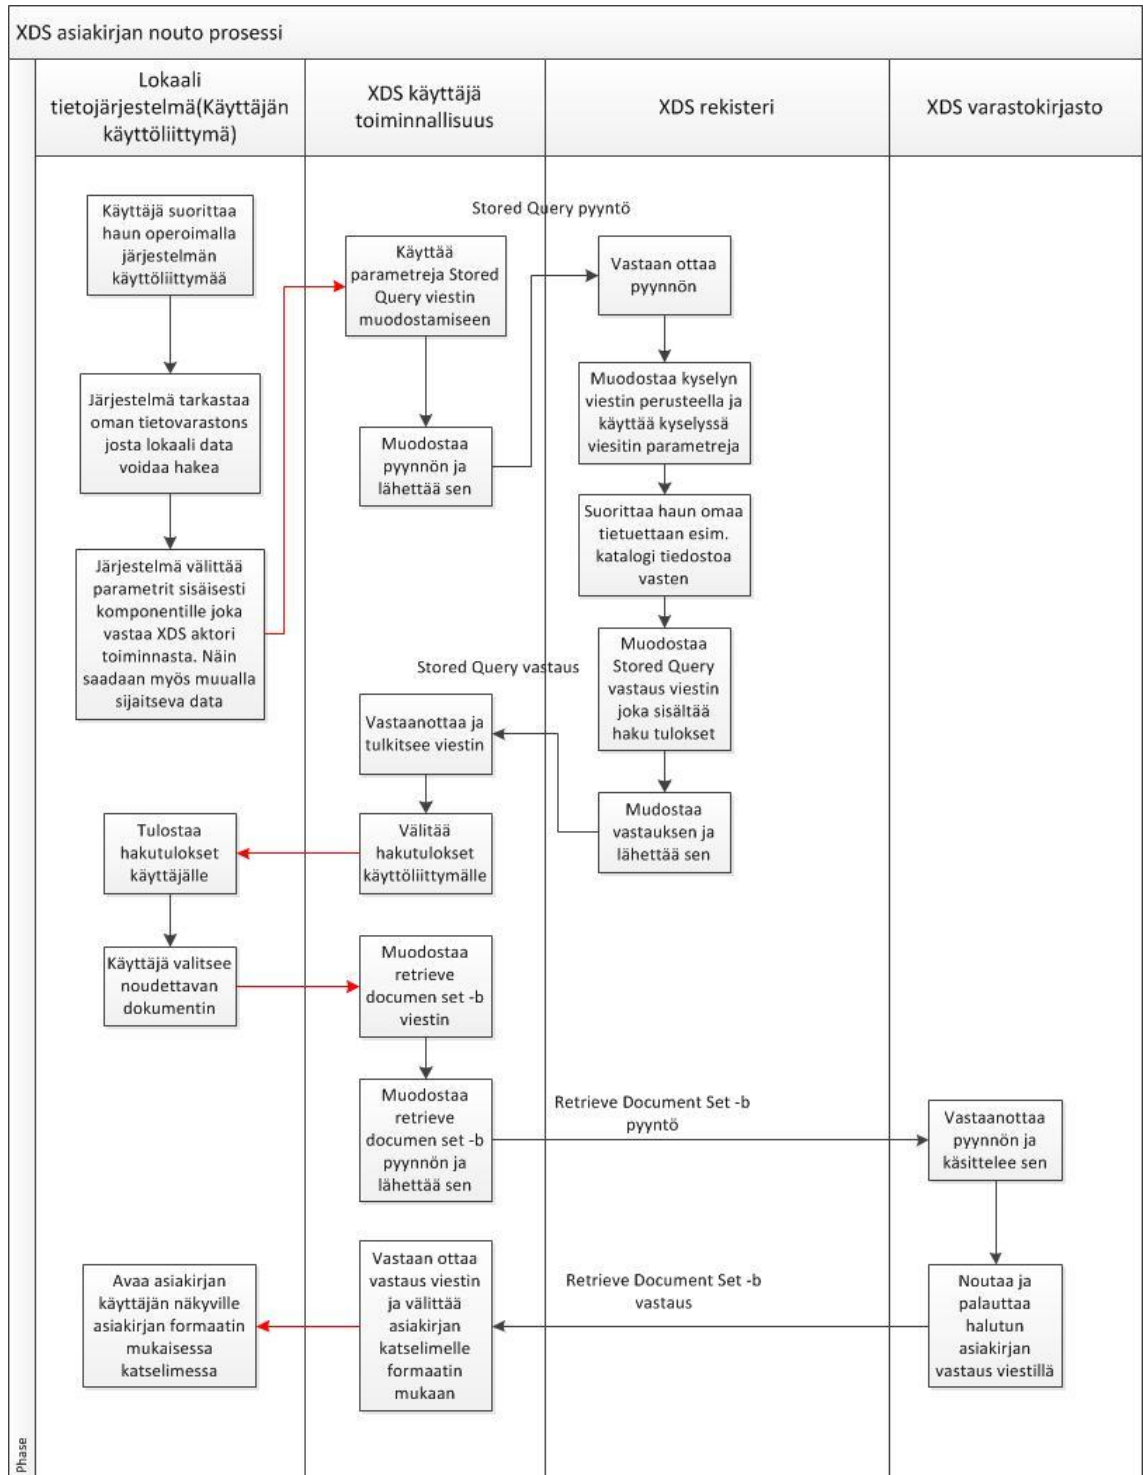 XDS asiakirjan nouto prosessi
Lokaali
tietojärjestelmä(Käyttäjän
käyttöliittymä)
XDS käyttäjä
toiminnallisuus
XDS rekisteri
XDS varastokirjasto
Käyttäjä suorittaa
haun operoimalla
järjestelmän
käyttöliittymää
Järjestelmä tarkastaa
oman tietovarastons
josta lokaali data
voidaa hakea
Järjestelmä välittää
parametrit sisäisesti
komponentille joka
vastaa XDS aktori
toiminnasta. Näin
saadaan myös muualla
sijaitseva data
Stored Query pyyntö
Käyttää
parametreja Stored
Query viestin
muodostamiseen
Muodostaa
pyynnön ja
lähettää sen
Vastaan ottaa
pyynnön
Muodostaa kyselyn
viestin perusteella ja
käyttää kyselyssä
viesitin parametreja
Suorittaa haun omaa
tietuettaan esim.
katalogi tiedostoa
vasten
Muodostaa
Stored Query
vastaus viestin
joka sisältää
haku tulokset
Mudostaa
vastauksen ja
lähettää sen
Stored Query vastaus
Vastaanottaa ja
tulkitsee viestin
Välitää
hakutulokset
käyttöliittymälle
Tulostaa
hakutulokset
käyttäjälle
Käyttäjä valitsee
noudettavan
dokumentin
Muodostaa
retrieve
documen set -b
viestin
Muodostaa
retrieve
documen set -b
pyynnön ja
lähettää sen
Retrieve Document Set -b
pyyntö
Vastaanottaa
pyynnön ja
käsittelee sen
Noutaa ja
palauttaa
halutun
asiakirjan
vastaus viestillä
Retrieve Document Set -b
vastaus
Vastaan ottaa
vastaus viestin
ja välittää
asiakirjan
katselimelle
formaatin
mukaan
Avaa asiakirjan
käyttäjän näkyville
asiakirjan formaatin
mukaisessa
katselimessa
Phase